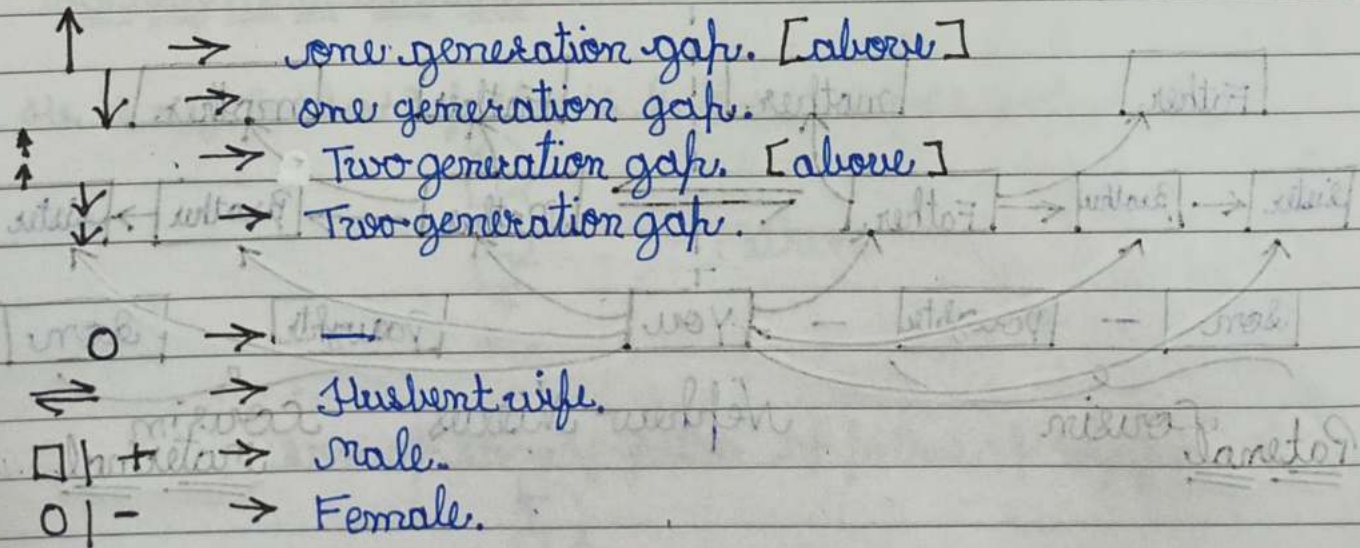 ↑ → one generation gap. [above]
↓ → one generation gap.
⇈ → Two generation gap. [above]
⇊ → Two generation gap.
O → —
⇌ → Husbent wife.
□ | + → male.
O | - → Female.